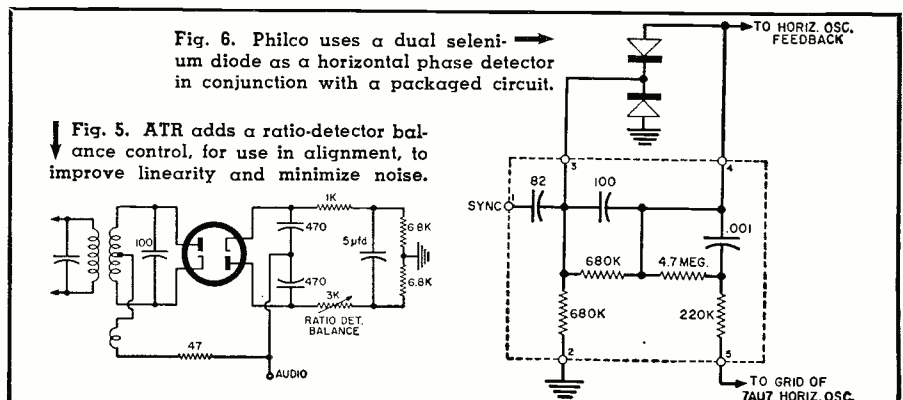 Fig. 6. Philco uses a dual seleni-
um diode as a horizontal phase detector
in conjunction with a packaged circuit.
Fig. 5. ATR adds a ratio-detector bal-
ance control, for use in alignment, to
improve linearity and minimize noise.
100
1K
470
470
5µfd
6.8K
6.8K
3K
RATIO DET.
BALANCE
47
AUDIO
TO HORIZ. OSC.
FEEDBACK
3
4
SYNC
82
100
.001
680K
4.7 MEG.
680K
220K
2
5
TO GRID OF
7AU7 HORIZ. OSC.